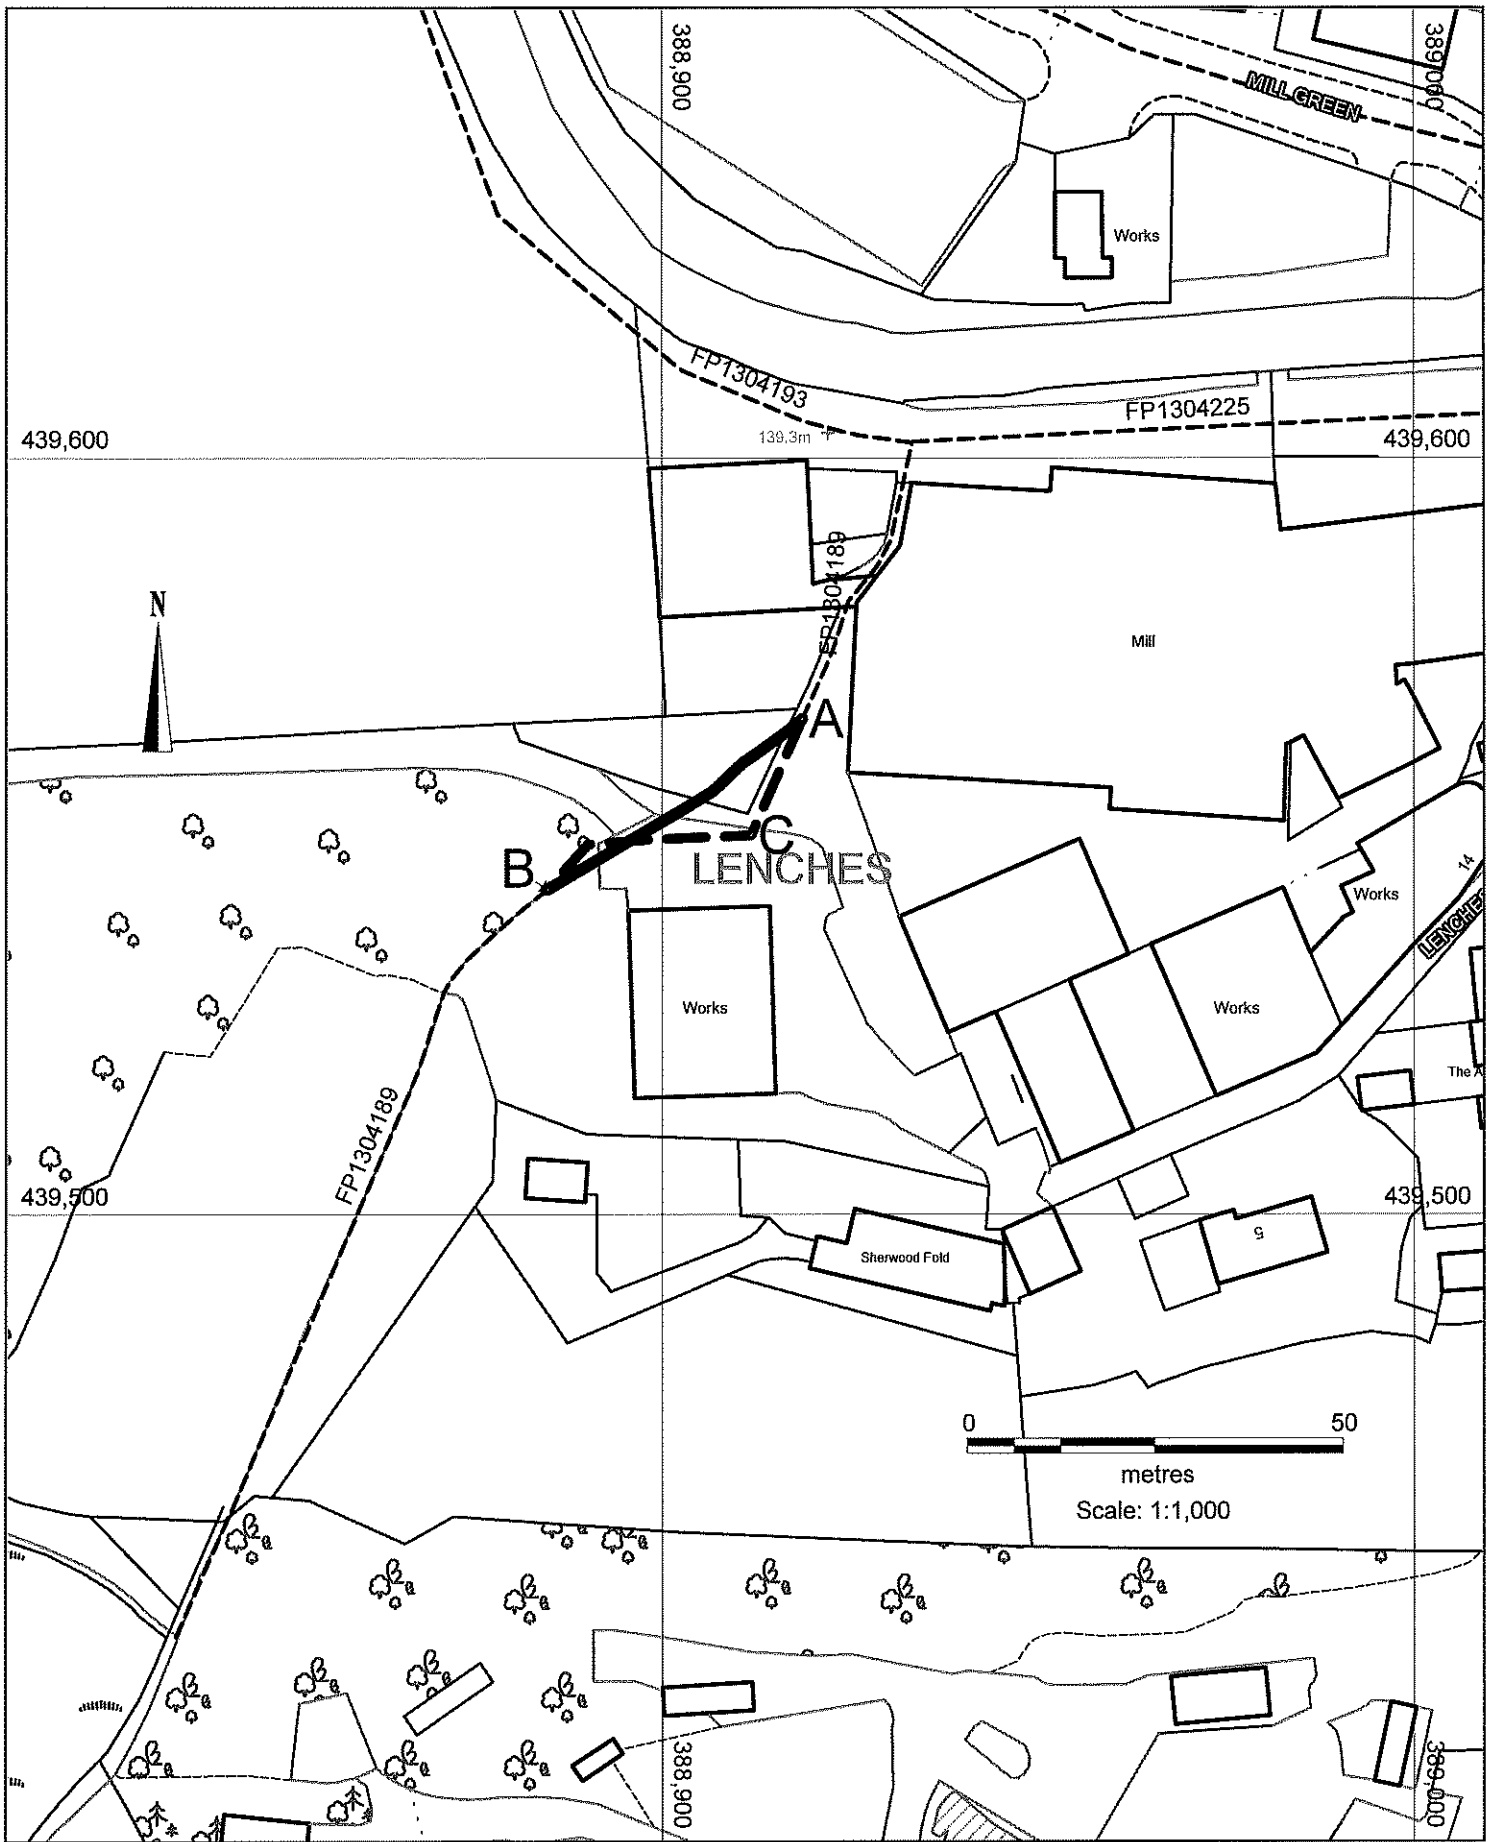 388,900
389,000
MILL GREEN
Works
FP1304193
FP1304225
139.3m
439,600
439,600
FP1304189
N
Mill
A
C
B
LENCHES
14
Works
LENCHES
Works
Works
The A
FP1304189
439,500
439,500
5
Sherwood Fold
0 50
metres
Scale: 1:1,000
388,900
389,000